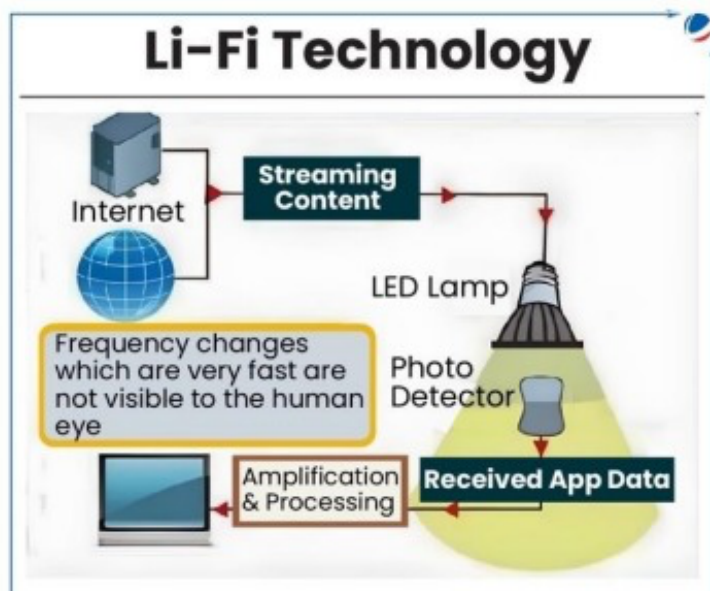 Li-Fi Technology
Streaming
Content
Internet
LED Lamp
Frequency changes
which are very fast are
not visible to the human
eye
Photo
Detector
Received App Data
Amplification
& Processing